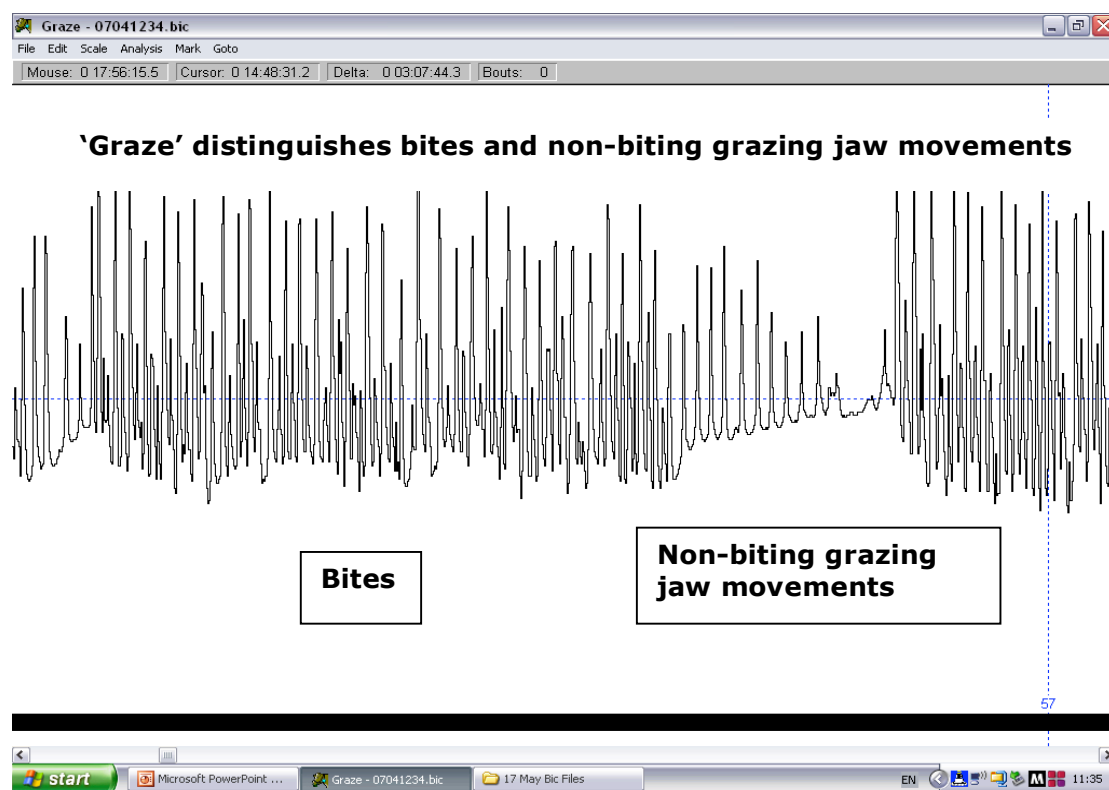 Graze - 07041234.bic
File Edit Scale Analysis Mark Goto
Mouse: 0 17:56:15.5 Cursor: 0 14:48:31.2 Delta: 0 03:07:44.3 Bouts: 0
‘Graze’ distinguishes bites and non-biting grazing jaw movements
Bites
Non-biting grazing
jaw movements
57
start Microsoft PowerPoint ... Graze - 07041234.bic 17 May Bic Files EN 11:35